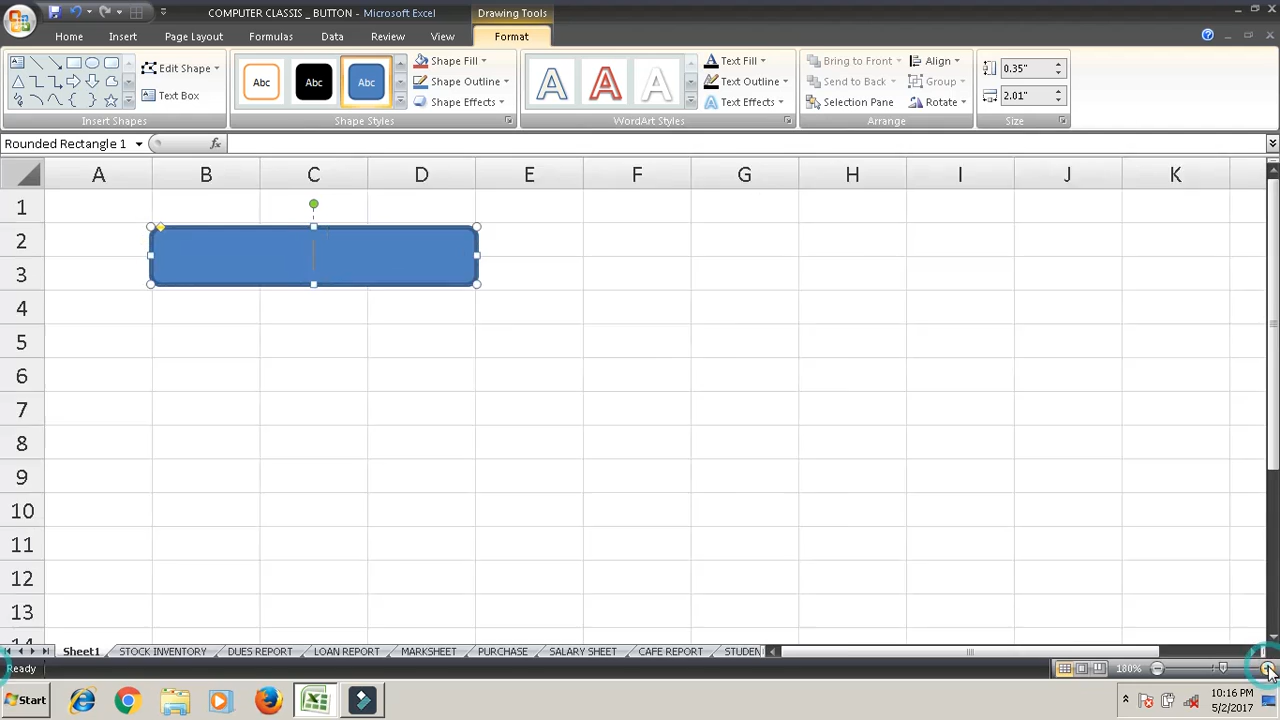 COMPUTER CLASSIS _ BUTTON - Microsoft Excel
Drawing Tools
Home Insert Page Layout Formulas Data Review View Format
Edit Shape
Text Box
Insert Shapes
Abc Abc Abc
Shape Fill
Shape Outline
Shape Effects
Shape Styles
A A A
Text Fill
Text Outline
Text Effects
WordArt Styles
Bring to Front
Send to Back
Selection Pane
Align
Group
Rotate
Arrange
0.35"
2.01"
Size
Rounded Rectangle 1
fx
A B C D E F G H I J K
1
2
3
4
5
6
7
8
9
10
11
12
13
14
Sheet1 STOCK INVENTORY DUES REPORT LOAN REPORT MARKSHEET PURCHASE SALARY SHEET CAFE REPORT STUDEN
Ready
180%
Start
10:16 PM
5/2/2017